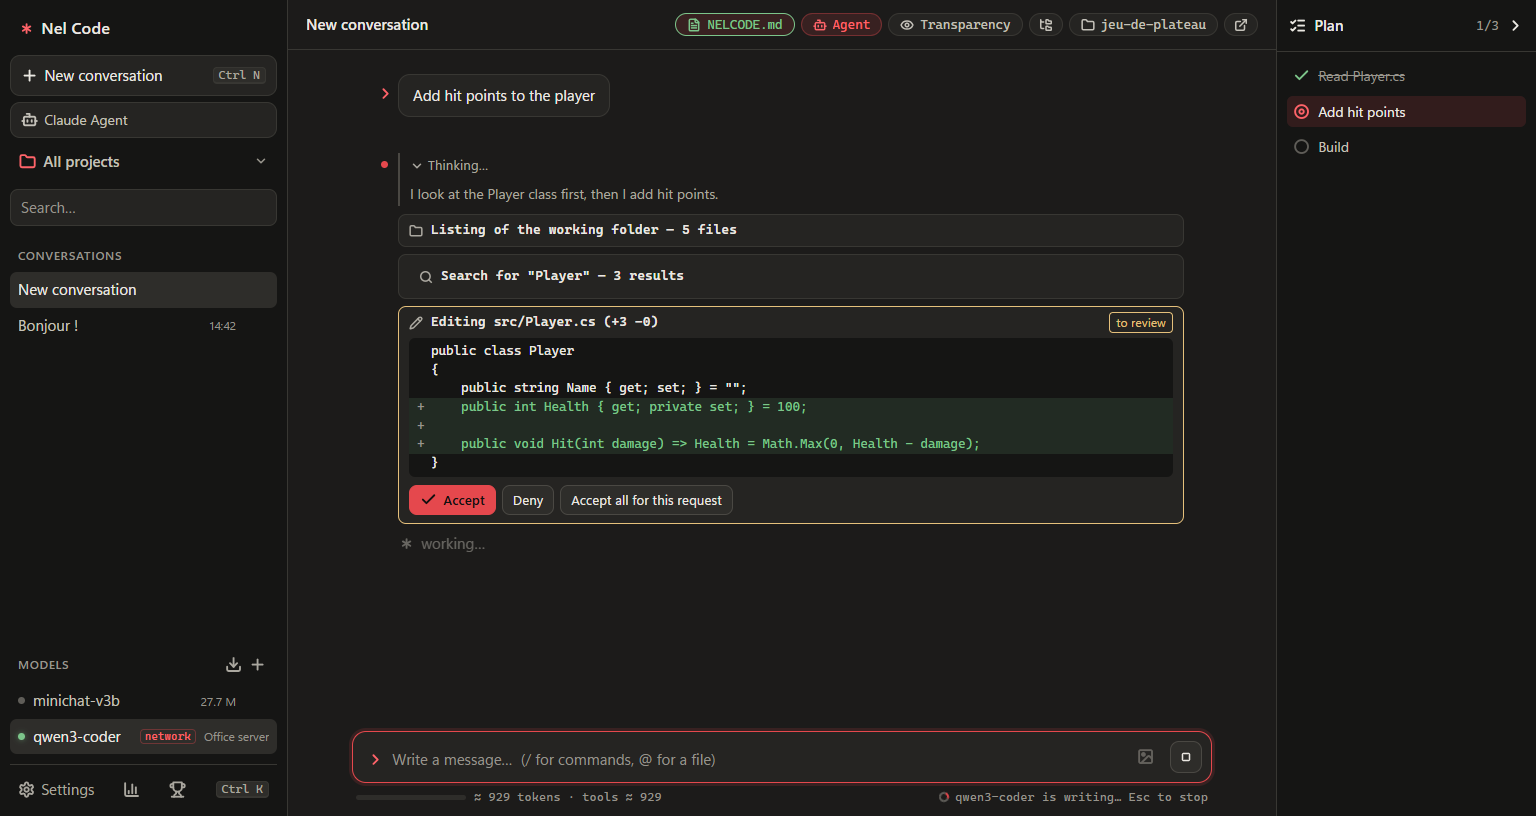 Nel Code
New conversation Ctrl N
Claude Agent
All projects
Search...
CONVERSATIONS
New conversation
Bonjour ! 14:42
MODELS
minichat-v3b 27.7 M
qwen3-coder network Office server
Settings Ctrl K
New conversation
NELCODE.md Agent Transparency jeu-de-plateau
Add hit points to the player
Thinking...
I look at the Player class first, then I add hit points.
Listing of the working folder — 5 files
Search for "Player" — 3 results
Editing src/Player.cs (+3 −0) to review
public class Player
{
    public string Name { get; set; } = "";
+    public int Health { get; private set; } = 100;
+
+    public void Hit(int damage) => Health = Math.Max(0, Health - damage);
}
Accept Deny Accept all for this request
working...
Write a message... (/ for commands, @ for a file)
≈ 929 tokens · tools ≈ 929 qwen3-coder is writing… Esc to stop
Plan 1/3
Read Player.cs
Add hit points
Build